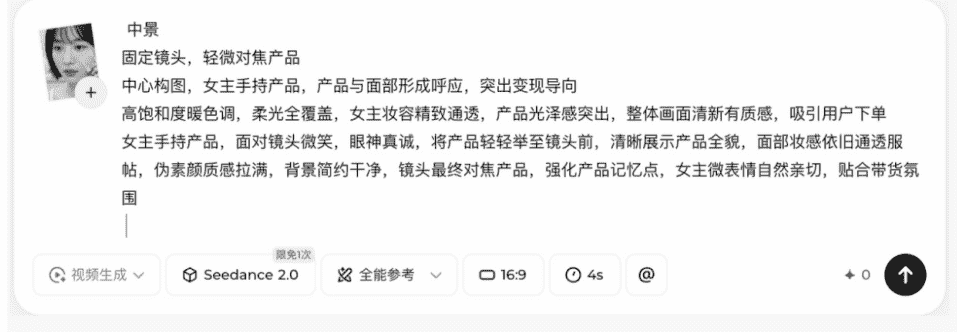 中景
固定镜头，轻微对焦产品
中心构图，女主手持产品，产品与面部形成呼应，突出变现导向
高饱和度暖色调，柔光全覆盖，女主妆容精致通透，产品光泽感突出，整体画面清新有质感，吸引用户下单
女主手持产品，面对镜头微笑，眼神真诚，将产品轻轻举至镜头前，清晰展示产品全貌，面部妆感依旧通透服
帖，伪素颜质感拉满，背景简约干净，镜头最终对焦产品，强化产品记忆点，女主微表情自然亲切，贴合带货氛
围
限免1次
视频生成 Seedance 2.0 全能参考 16:9 4s @ 0